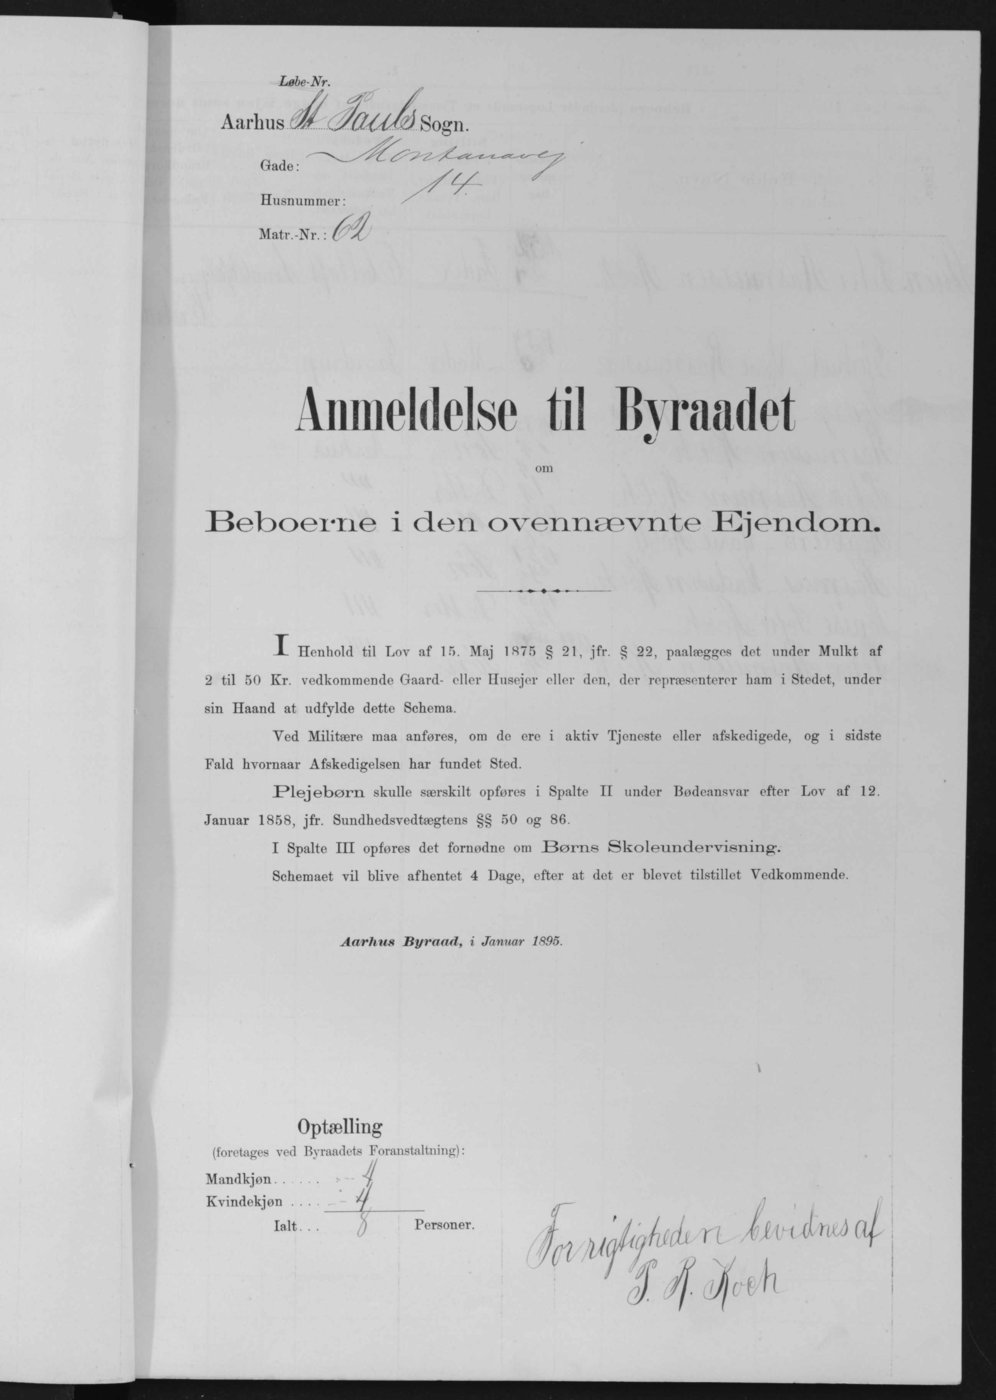 Løbe-Nr.
Aarhus St Pauls Sogn.
Gade: Montanavej
Husnummer: 14.
Matr.-Nr.: 62
Anmeldelse til Byraadet
om
Beboerne i den ovennævnte Ejendom.
I Henhold til Lov af 15. Maj 1875 § 21, jfr. § 22, paalægges det under Mulkt af
2 til 50 Kr. vedkommende Gaard- eller Husejer eller den, der repræsenterer ham i Stedet, under
sin Haand at udfylde dette Schema.
Ved Militære maa anføres, om de ere i aktiv Tjeneste eller afskedigede, og i sidste
Fald hvornaar Afskedigelsen har fundet Sted.
Plejebørn skulle særskilt opføres i Spalte II under Bødeansvar efter Lov af 12.
Januar 1858, jfr. Sundhedsvedtægtens §§ 50 og 86.
I Spalte III opføres det fornødne om Børns Skoleundervisning.
Schemaet vil blive afhentet 4 Dage, efter at det er blevet tilstillet Vedkommende.
Aarhus Byraad, i Januar 1895.
Optælling
(foretages ved Byraadets Foranstaltning):
Mandkjøn...... 4
Kvindekjøn .... 4
Ialt... 8 Personer.
For rigtigheden bevidnes af
P. R. Koch